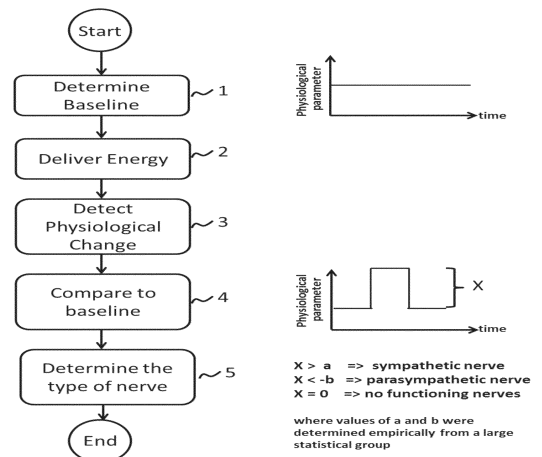 Start
Determine
Baseline
1
Deliver Energy
2
Detect
Physiological
Change
3
Compare to
baseline
4
Determine the
type of nerve
5
End
Physiological
parameter
time
Physiological
parameter
X
time
X > a => sympathetic nerve
X < -b => parasympathetic nerve
X = 0 => no functioning nerves
where values of a and b were
determined empirically from a large
statistical group